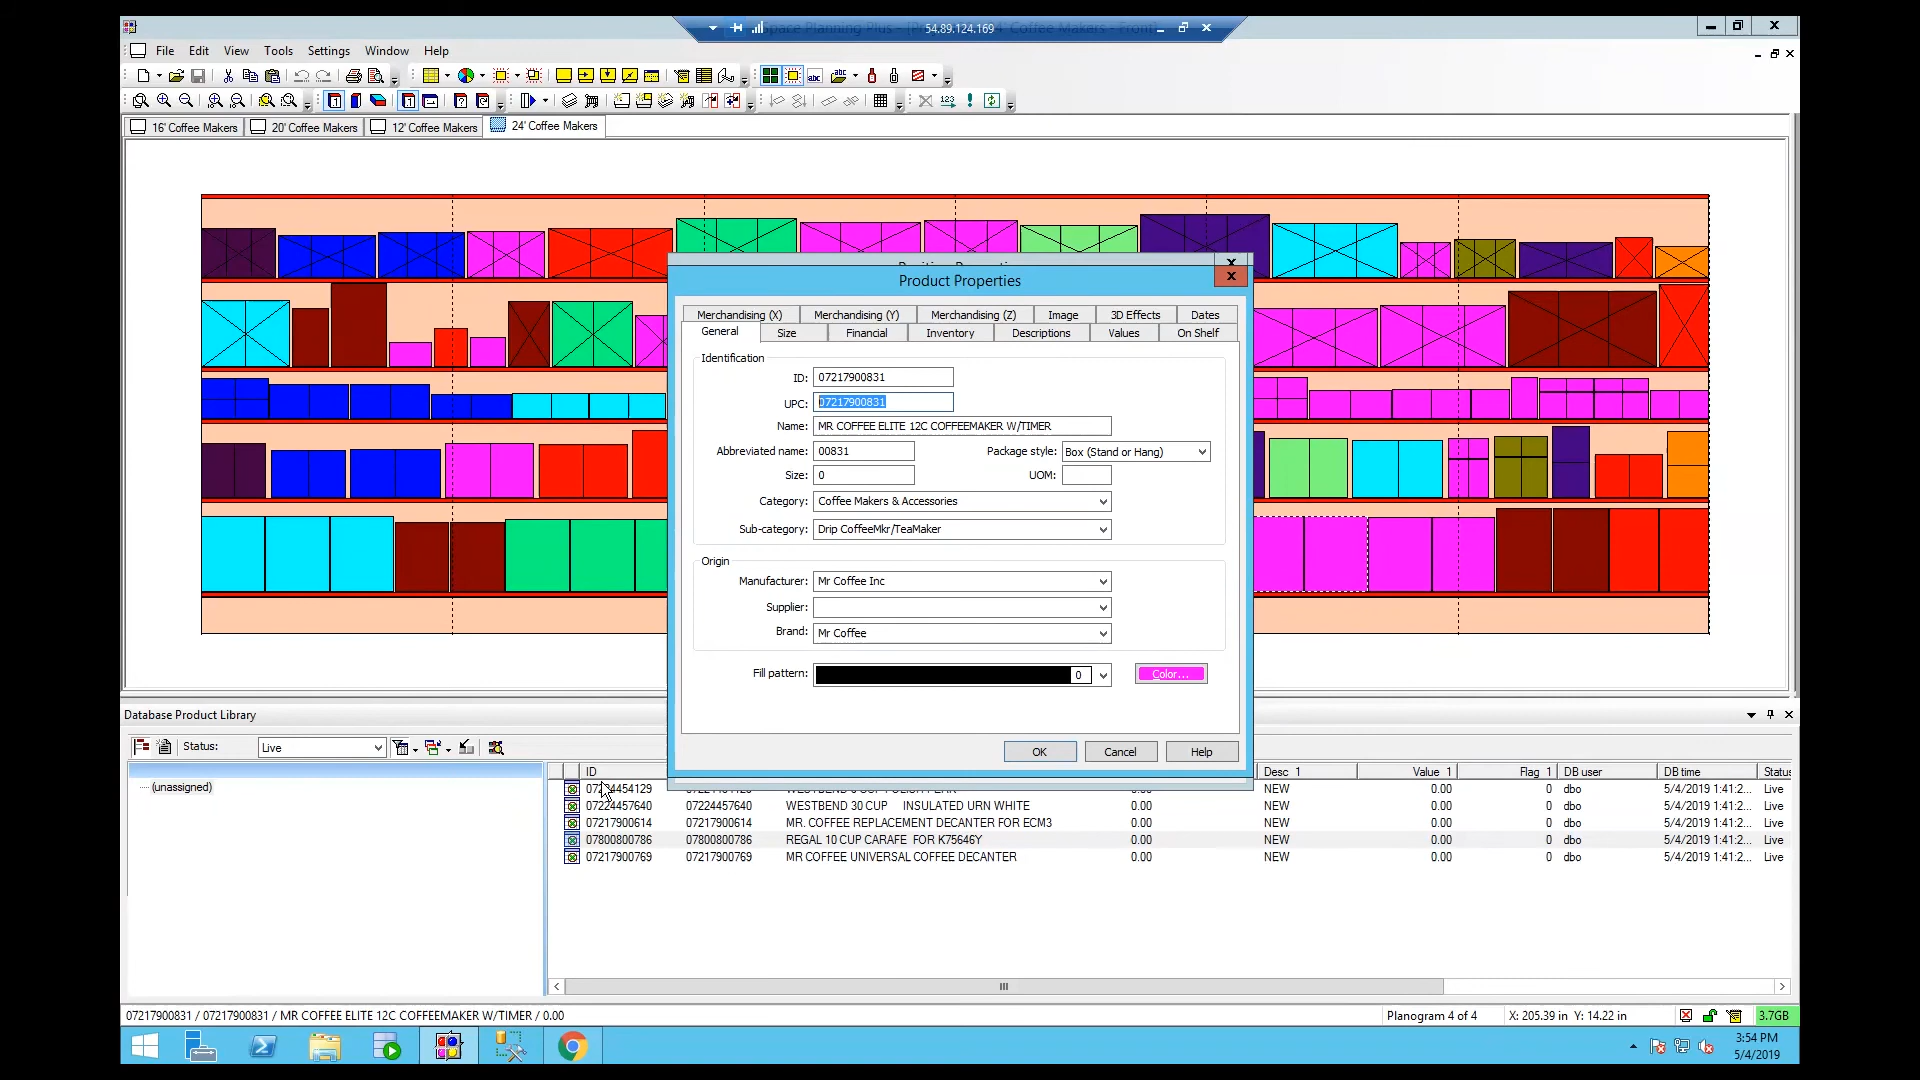 54.89.124.169
File Edit View Tools Settings Window Help
16' Coffee Makers 20' Coffee Makers 12' Coffee Makers 24' Coffee Makers
Product Properties
Merchandising (X) Merchandising (Y) Merchandising (Z) Image 3D Effects Dates
General Size Financial Inventory Descriptions Values On Shelf
Identification
ID: 07217900831
UPC: 07217900831
Name: MR COFFEE ELITE 12C COFFEEMAKER W/TIMER
Abbreviated name: 00831 Package style: Box (Stand or Hang)
Size: 0 UOM:
Category: Coffee Makers & Accessories
Sub-category: Drip CoffeeMkr/TeaMaker
Origin
Manufacturer: Mr Coffee Inc
Supplier:
Brand: Mr Coffee
Fill pattern: 0 Color...
OK Cancel Help
Database Product Library
Status: Live
(unassigned)
ID Desc 1 Value 1 Flag 1 DB user DB time Status
NEW 0.00 0 dbo 5/4/2019 1:41:2... Live
07224457640 07224457640 WESTBEND 30 CUP INSULATED URN WHITE 0.00 NEW 0.00 0 dbo 5/4/2019 1:41:2... Live
07217900614 07217900614 MR. COFFEE REPLACEMENT DECANTER FOR ECM3 0.00 NEW 0.00 0 dbo 5/4/2019 1:41:2... Live
07800800786 07800800786 REGAL 10 CUP CARAFE FOR K75646Y 0.00 NEW 0.00 0 dbo 5/4/2019 1:41:2... Live
07217900769 07217900769 MR COFFEE UNIVERSAL COFFEE DECANTER 0.00 NEW 0.00 0 dbo 5/4/2019 1:41:2... Live
07217900831 / 07217900831 / MR COFFEE ELITE 12C COFFEEMAKER W/TIMER / 0.00 Planogram 4 of 4 X: 205.39 in Y: 14.22 in 3.7GB
3:54 PM
5/4/2019